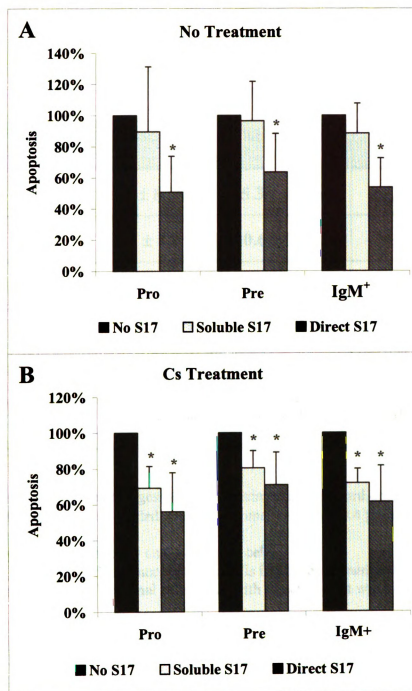 A
No Treatment
140%
120%
100%
80%
60%
40%
20%
0%
Apoptosis
*
*
*
Pro
Pre
IgM+
No S17
Soluble S17
Direct S17
B
Cs Treatment
120%
100%
80%
60%
40%
20%
0%
Apoptosis
* *
* *
* *
Pro
Pre
IgM+
No S17
Soluble S17
Direct S17